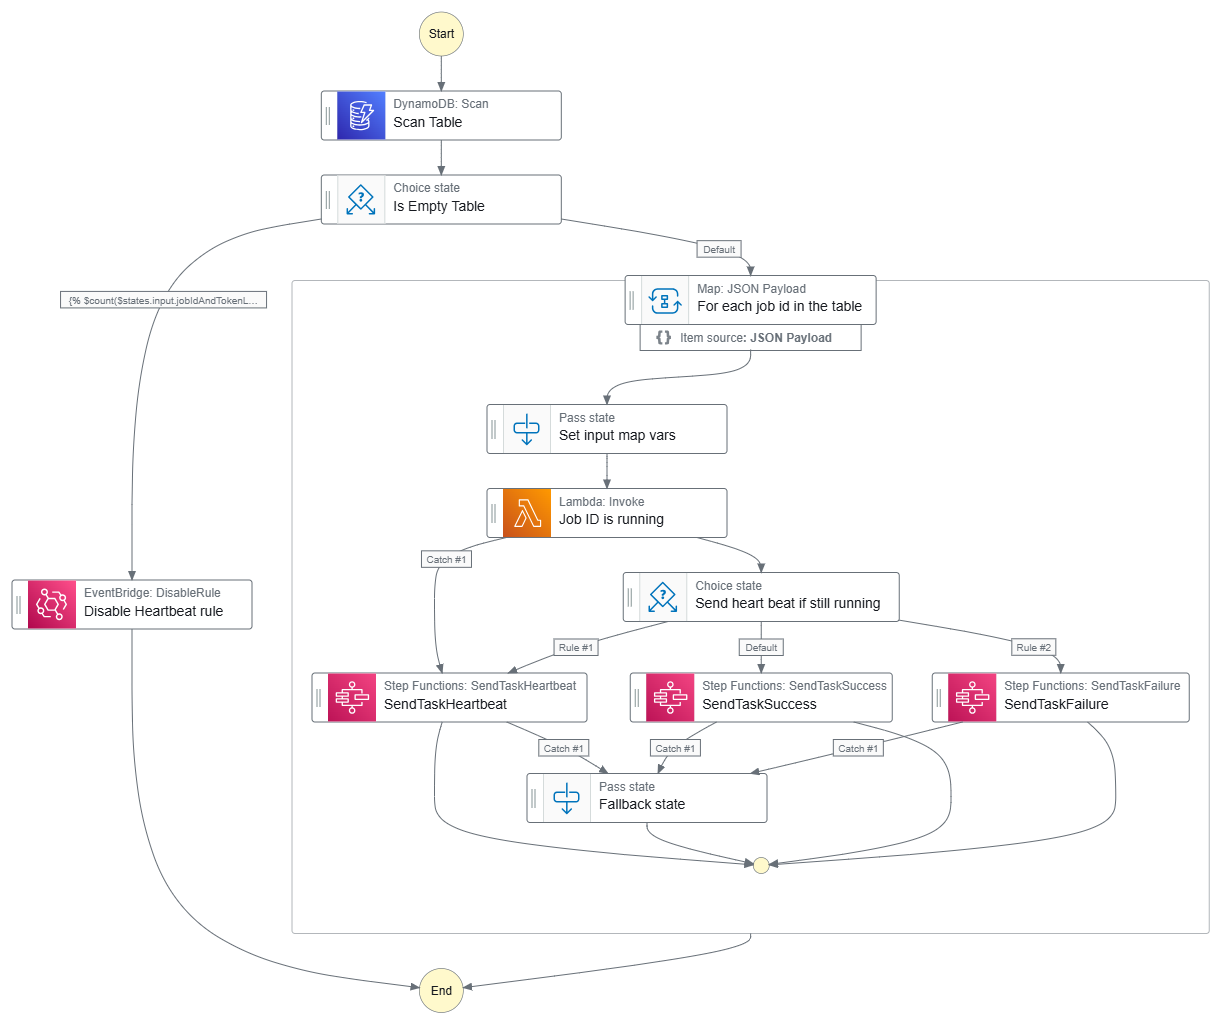 Start
DynamoDB: Scan
Scan Table
Choice state
Is Empty Table
Default
{% $count($states.input.jobIdAndTokenL...
Map: JSON Payload
For each job id in the table
{} Item source: JSON Payload
Pass state
Set input map vars
Lambda: Invoke
Job ID is running
Catch #1
Choice state
Send heart beat if still running
EventBridge: DisableRule
Disable Heartbeat rule
Rule #1
Default
Rule #2
Step Functions: SendTaskHeartbeat
SendTaskHeartbeat
Step Functions: SendTaskSuccess
SendTaskSuccess
Step Functions: SendTaskFailure
SendTaskFailure
Catch #1
Catch #1
Catch #1
Pass state
Fallback state
End